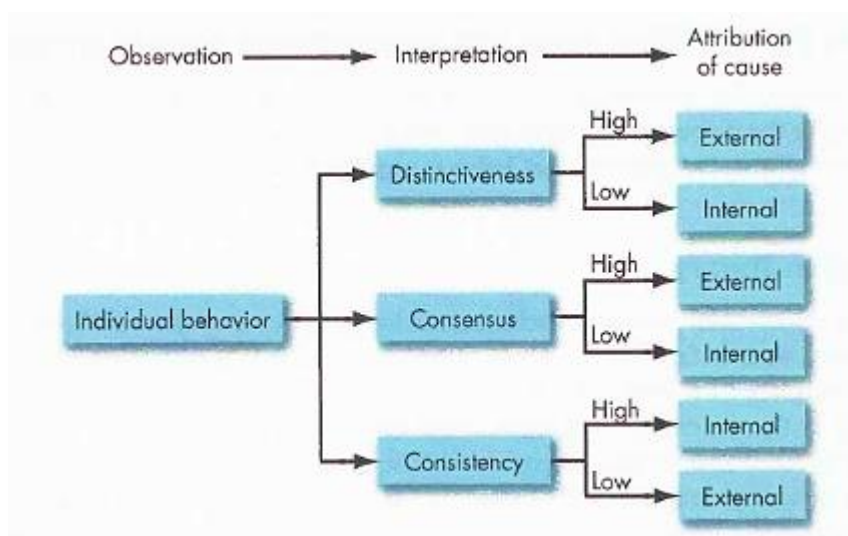 Observation
Interpretation
Attribution
of cause
High
External
Distinctiveness
Low
Internal
High
External
Individual behavior
Consensus
Low
Internal
High
Internal
Consistency
Low
External